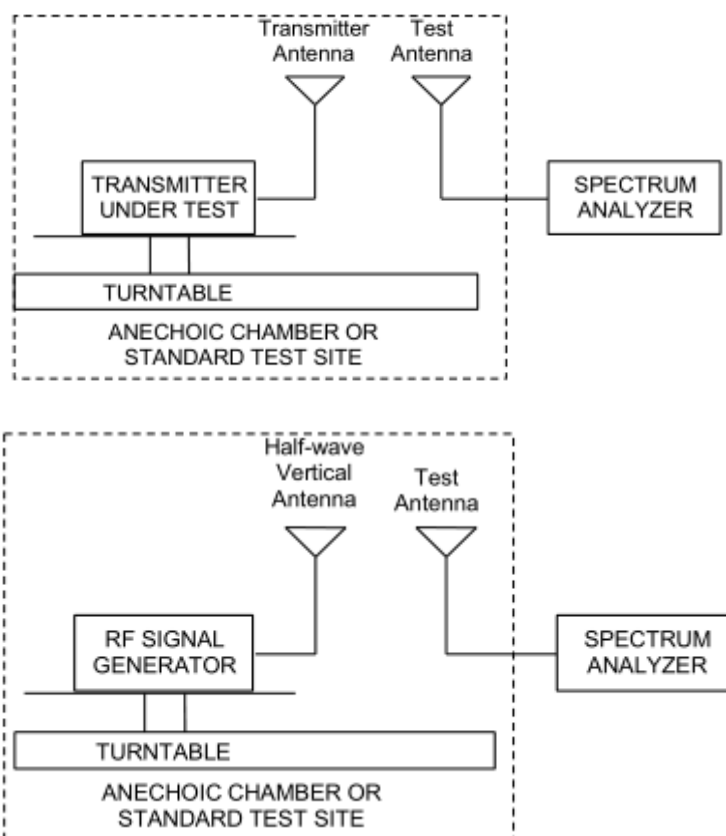 Transmitter
Antenna
Test
Antenna
TRANSMITTER
UNDER TEST
SPECTRUM
ANALYZER
TURNTABLE
ANECHOIC CHAMBER OR
STANDARD TEST SITE
Half-wave
Vertical
Antenna
Test
Antenna
RF SIGNAL
GENERATOR
SPECTRUM
ANALYZER
TURNTABLE
ANECHOIC CHAMBER OR
STANDARD TEST SITE